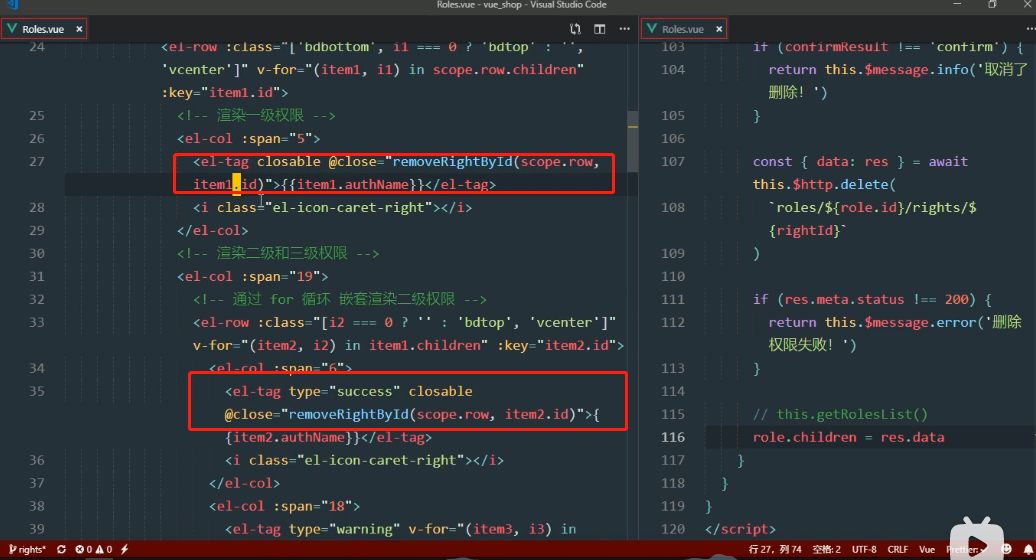 Roles.vue - vue_shop - Visual Studio Code
Roles.vue
24 <el-row :class="['bdbottom', i1 === 0 ? 'bdtop' : '',
'vcenter']" v-for="(item1, i1) in scope.row.children"
:key="item1.id">
25 <!-- 渲染一级权限 -->
26 <el-col :span="5">
27 <el-tag closable @close="removeRightById(scope.row,
item1.id)">{{item1.authName}}</el-tag>
28 <i class="el-icon-caret-right"></i>
29 </el-col>
30 <!-- 渲染二级和三级权限 -->
31 <el-col :span="19">
32 <!-- 通过 for 循环 嵌套渲染二级权限 -->
33 <el-row :class="[i2 === 0 ? '' : 'bdtop', 'vcenter']"
v-for="(item2, i2) in item1.children" :key="item2.id">
34 <el-col :span="6">
35 <el-tag type="success" closable
@close="removeRightById(scope.row, item2.id)">{
{item2.authName}}</el-tag>
36 <i class="el-icon-caret-right"></i>
37 </el-col>
38 <el-col :span="18">
39 <el-tag type="warning" v-for="(item3, i3) in
Roles.vue
103 if (confirmResult !== 'confirm') {
104 return this.$message.info('取消了
删除！')
105 }
106
107 const { data: res } = await
this.$http.delete(
108 `roles/${role.id}/rights/$
{rightId}`
109 )
110
111 if (res.meta.status !== 200) {
112 return this.$message.error('删除
权限失败！')
113 }
114
115 // this.getRolesList()
116 role.children = res.data
117 }
118 }
119 }
120 </script>
rights* 0 0 行 27，列 74 空格: 2 UTF-8 CRLF Vue Prettier: